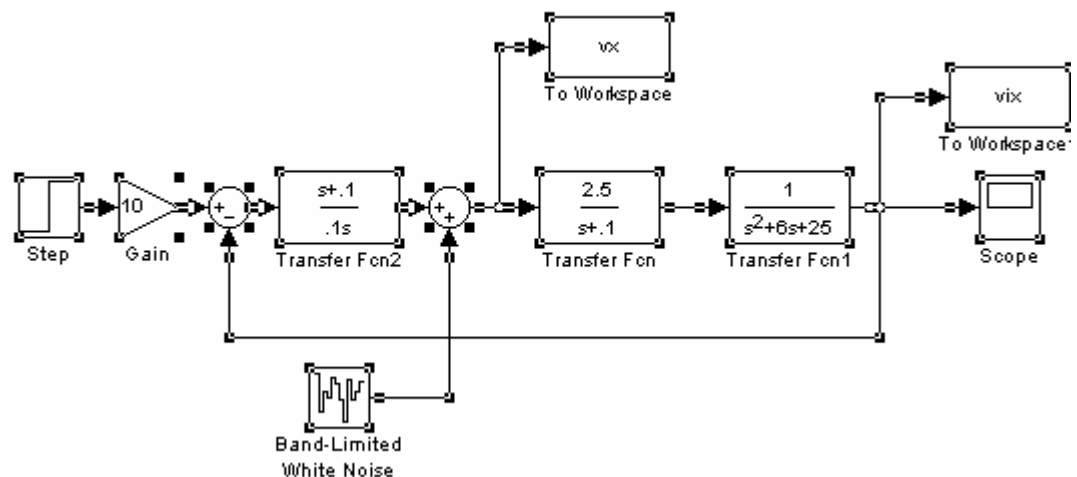 vx
To Workspace
vix
To Workspace1
Step
10
Gain
+
−
s+.1
.1s
Transfer Fcn2
+
+
2.5
s+.1
Transfer Fcn
1
s²+6s+25
Transfer Fcn1
Scope
Band-Limited
White Noise